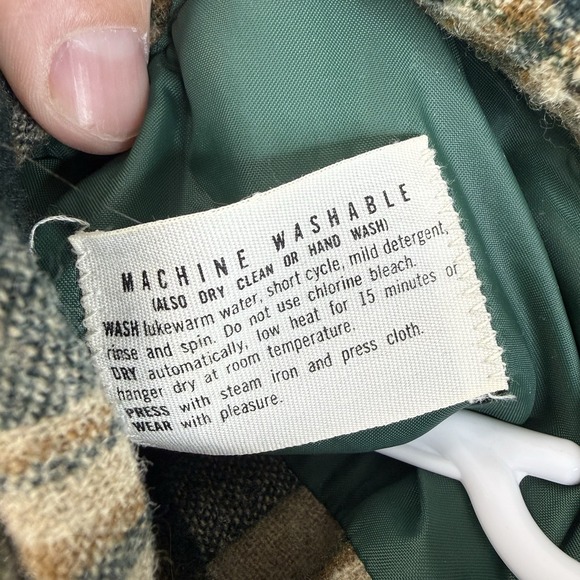 MACHINE WASHABLE
(ALSO DRY CLEAN OR HAND WASH)
WASH lukewarm water, short cycle, mild detergent,
rinse and spin. Do not use chlorine bleach.
DRY automatically, low heat for 15 minutes or
hanger dry at room temperature.
PRESS with steam iron and press cloth.
WEAR with pleasure.